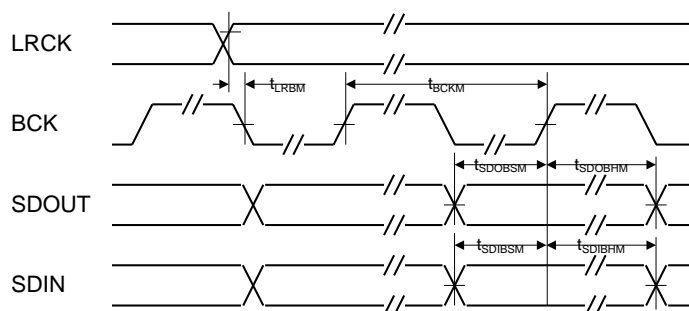 LRCK
tLRBM
tBCKM
BCK
tSDOBSM
tSDOBHM
SDOUT
tSDIBSM
tSDIBHM
SDIN